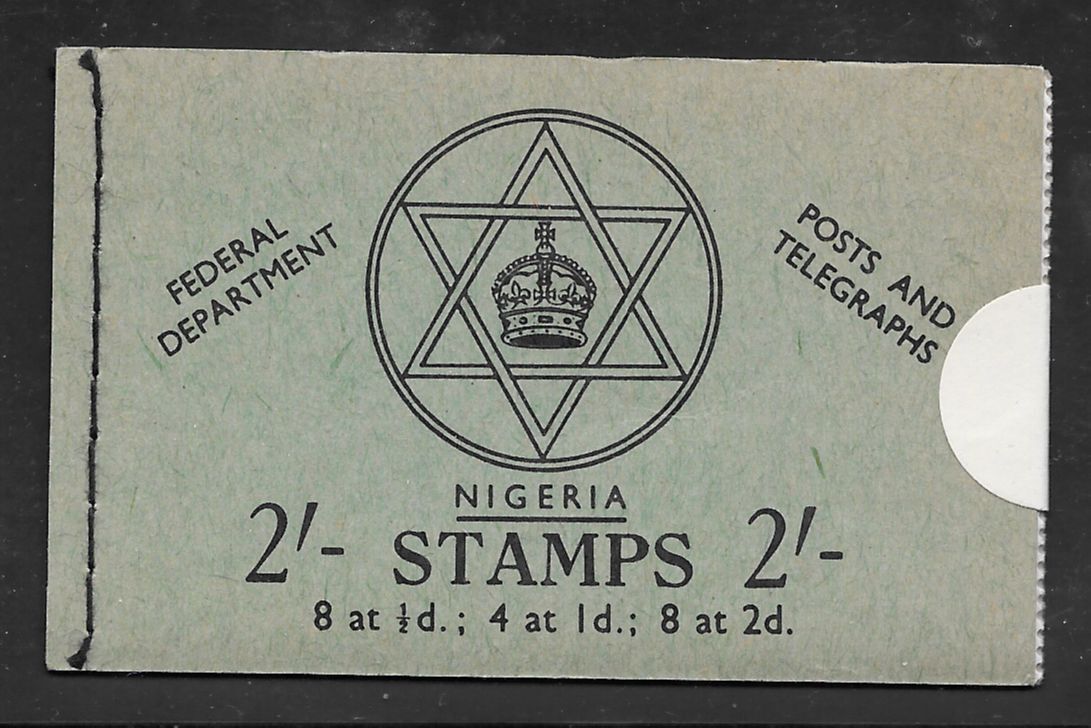 FEDERAL
DEPARTMENT
POSTS AND
TELEGRAPHS
NIGERIA
2/- STAMPS 2/-
8 at ½d.; 4 at 1d.; 8 at 2d.